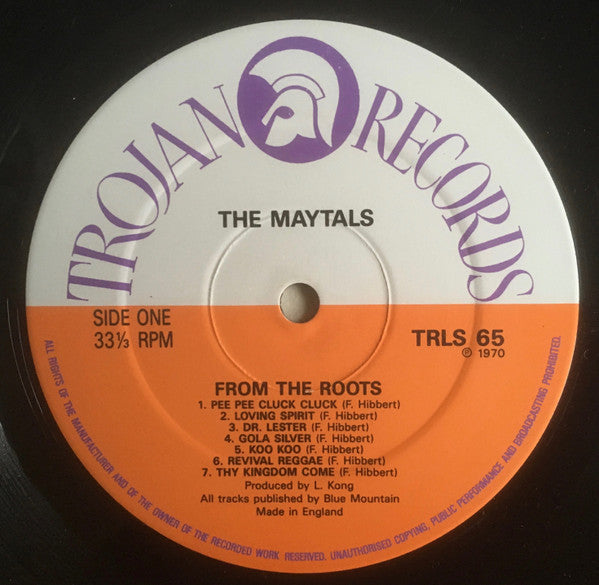 TROJAN RECORDS
THE MAYTALS
SIDE ONE
33⅓ RPM
TRLS 65
℗ 1970
FROM THE ROOTS
1. PEE PEE CLUCK CLUCK (F. Hibbert)
2. LOVING SPIRIT (F. Hibbert)
3. DR. LESTER (F. Hibbert)
4. GOLA SILVER (F. Hibbert)
5. KOO KOO (F. Hibbert)
6. REVIVAL REGGAE (F. Hibbert)
7. THY KINGDOM COME (F. Hibbert)
Produced by L. Kong
All tracks published by Blue Mountain
Made in England
ALL RIGHTS OF THE MANUFACTURER AND OF THE OWNER OF THE RECORDED WORK RESERVED. UNAUTHORISED COPYING, PUBLIC PERFORMANCE AND BROADCASTING PROHIBITED.